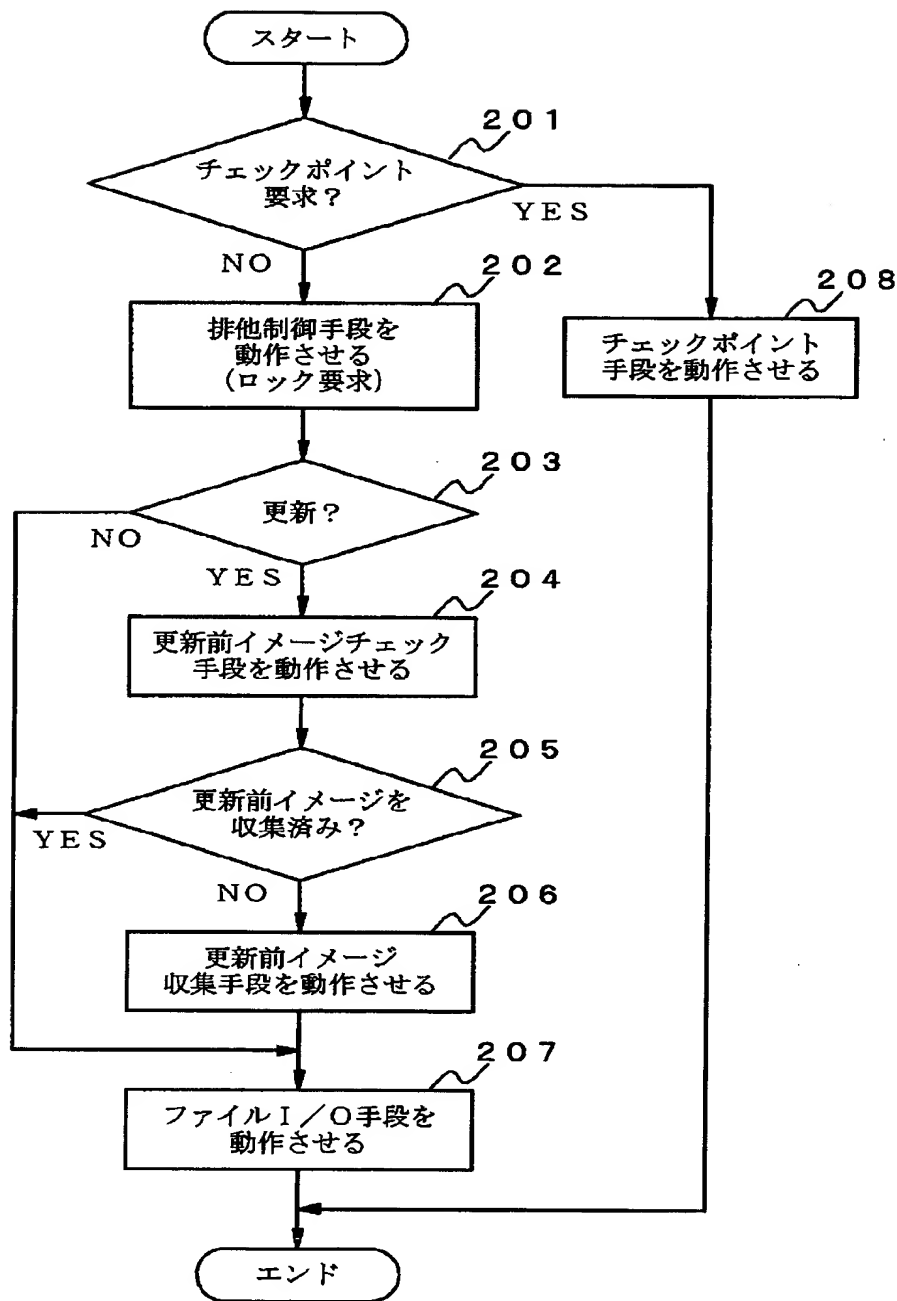 スタート
201
チェックポイント
要求?
YES
NO
202
排他制御手段を
動作させる
(ロック要求)
208
チェックポイント
手段を動作させる
203
更新?
NO
YES
204
更新前イメージチェック
手段を動作させる
205
更新前イメージを
収集済み?
YES
NO
206
更新前イメージ
収集手段を動作させる
207
ファイルI/O手段を
動作させる
エンド